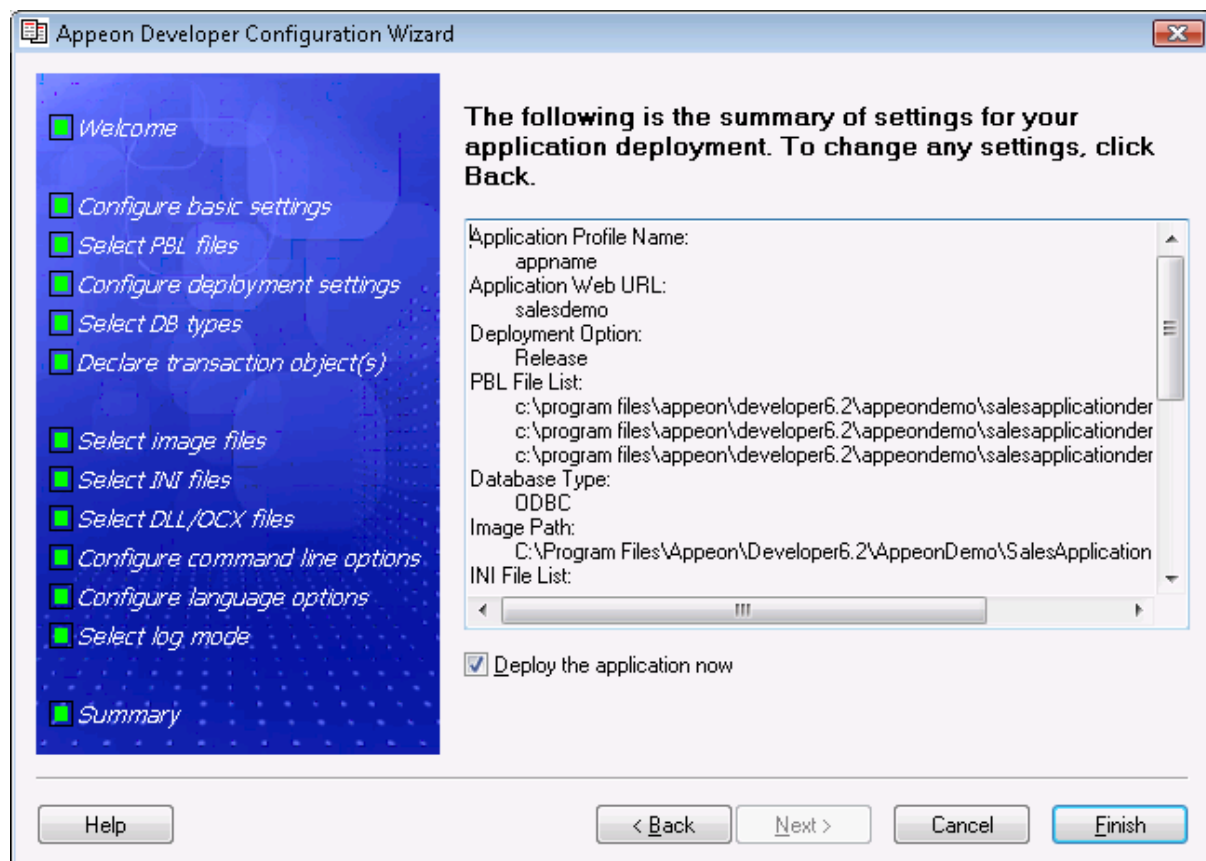 Appeon Developer Configuration Wizard
Welcome
Configure basic settings
Select PBL files
Configure deployment settings
Select DB types
Declare transaction object(s)
Select image files
Select INI files
Select DLL/OCX files
Configure command line options
Configure language options
Select log mode
Summary
The following is the summary of settings for your
application deployment. To change any settings, click
Back.
Application Profile Name:
appname
Application Web URL:
salesdemo
Deployment Option:
Release
PBL File List:
c:\program files\appeon\developer6.2\appeondemo\salesapplicationder
c:\program files\appeon\developer6.2\appeondemo\salesapplicationder
c:\program files\appeon\developer6.2\appeondemo\salesapplicationder
Database Type:
ODBC
Image Path:
C:\Program Files\Appeon\Developer6.2\AppeonDemo\SalesApplication
INI File List:
Deploy the application now
Help
< Back
Next >
Cancel
Finish